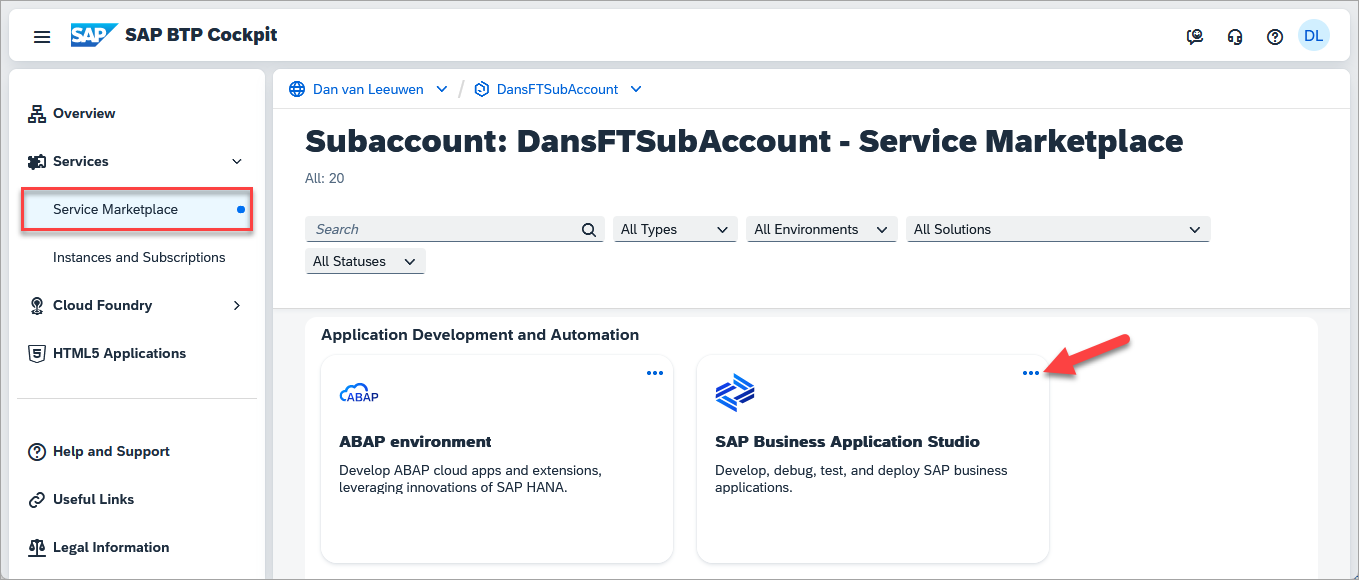 SAP SAP BTP Cockpit
DL
Overview
Services
Service Marketplace
Instances and Subscriptions
Cloud Foundry
HTML5 Applications
Help and Support
Useful Links
Legal Information
Dan van Leeuwen / DansFTSubAccount
Subaccount: DansFTSubAccount - Service Marketplace
All: 20
Search All Types All Environments All Solutions
All Statuses
Application Development and Automation
ABAP
ABAP environment
Develop ABAP cloud apps and extensions,
leveraging innovations of SAP HANA.
SAP Business Application Studio
Develop, debug, test, and deploy SAP business
applications.